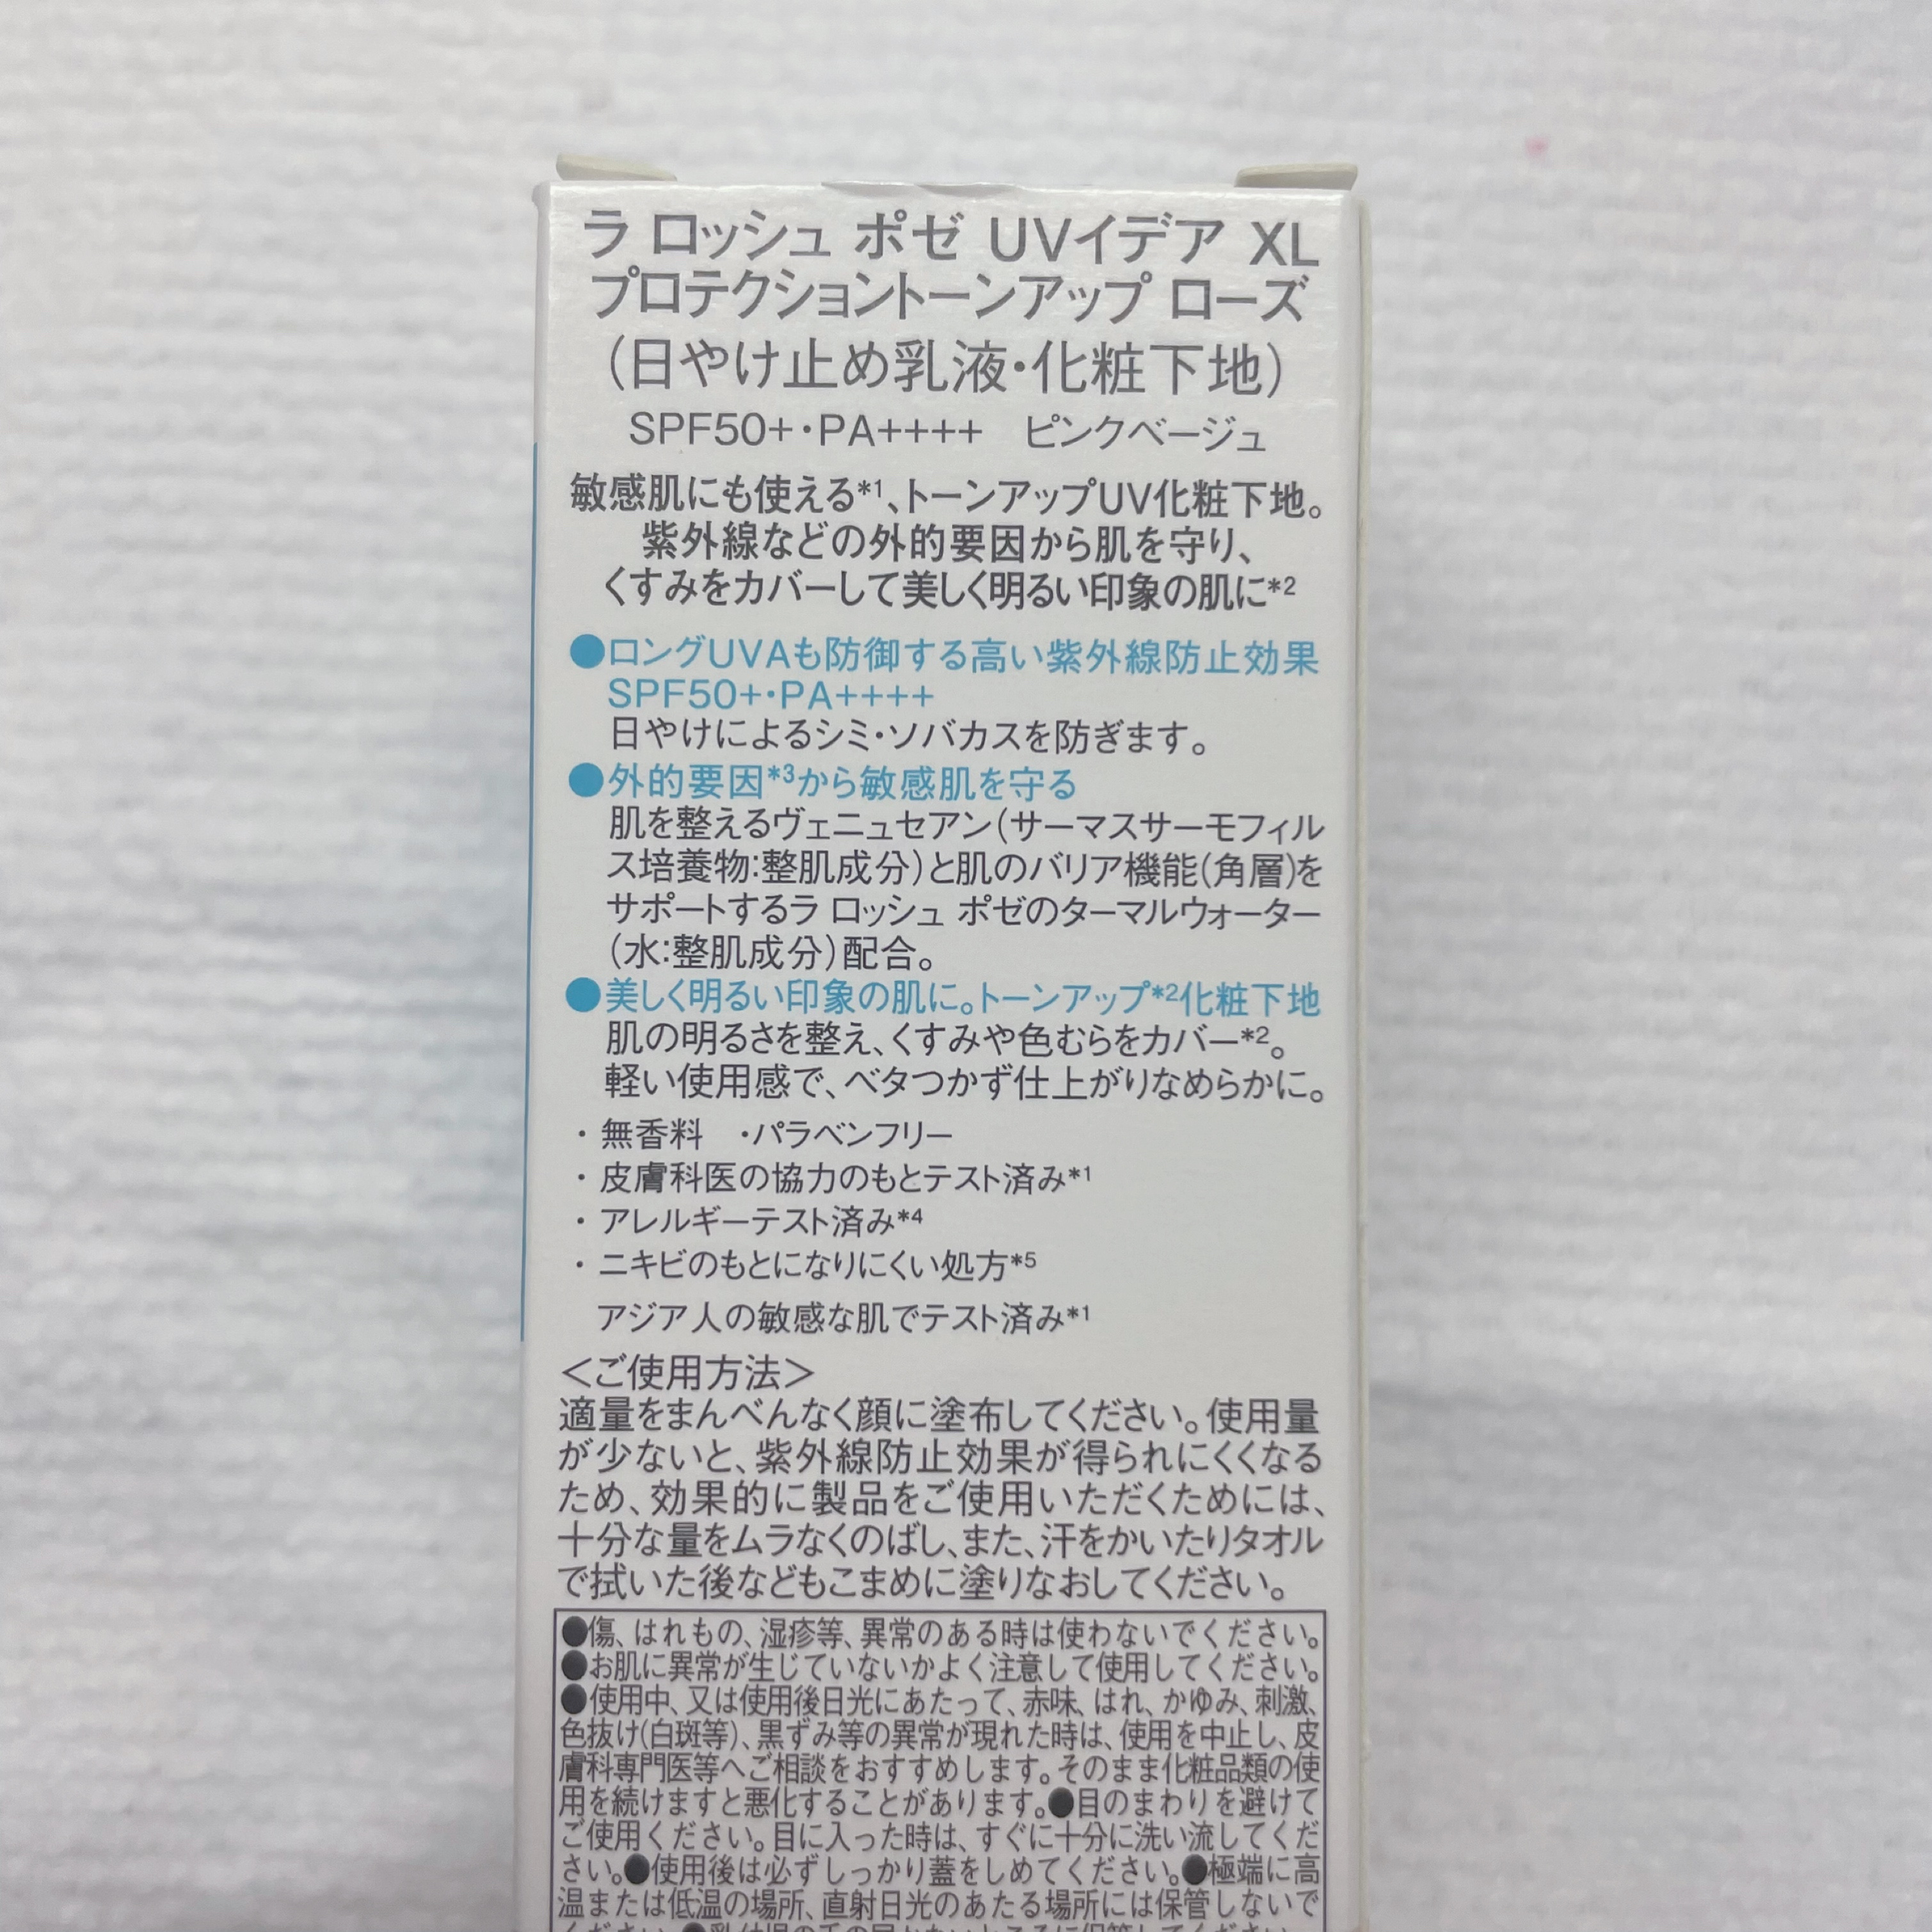 ラ ロッシュ ポゼ UVイデア XL
プロテクショントーンアップ ローズ
（日やけ止め乳液・化粧下地）
SPF50+・PA++++　ピンクベージュ
敏感肌にも使える*1、トーンアップUV化粧下地。
紫外線などの外的要因から肌を守り、
くすみをカバーして美しく明るい印象の肌に*2
●ロングUVAも防御する高い紫外線防止効果
SPF50+・PA++++
日やけによるシミ・ソバカスを防ぎます。
●外的要因*3から敏感肌を守る
肌を整えるヴェニュセアン（サーマスサーモフィル
ス培養物：整肌成分）と肌のバリア機能（角層）を
サポートするラ ロッシュ ポゼのターマルウォーター
（水：整肌成分）配合。
●美しく明るい印象の肌に。トーンアップ*2化粧下地
肌の明るさを整え、くすみや色むらをカバー*2。
軽い使用感で、ベタつかず仕上がりなめらかに。
・無香料　・パラベンフリー
・皮膚科医の協力のもとテスト済み*1
・アレルギーテスト済み*4
・ニキビのもとになりにくい処方*5
アジア人の敏感な肌でテスト済み*1
＜ご使用方法＞
適量をまんべんなく顔に塗布してください。使用量
が少ないと、紫外線防止効果が得られにくくなる
ため、効果的に製品をご使用いただくためには、
十分な量をムラなくのばし、また、汗をかいたりタオル
で拭いた後などもこまめに塗りなおしてください。
●傷、はれもの、湿疹等、異常のある時は使わないでください。
●お肌に異常が生じていないかよく注意して使用してください。
●使用中、又は使用後日光にあたって、赤味、はれ、かゆみ、刺激、
色抜け（白斑等）、黒ずみ等の異常が現れた時は、使用を中止し、皮
膚科専門医等へご相談をおすすめします。そのまま化粧品類の使
用を続けますと悪化することがあります。●目のまわりを避けて
ご使用ください。目に入った時は、すぐに十分に洗い流してくだ
さい。●使用後は必ずしっかり蓋をしめてください。●極端に高
温または低温の場所、直射日光のあたる場所には保管しないで